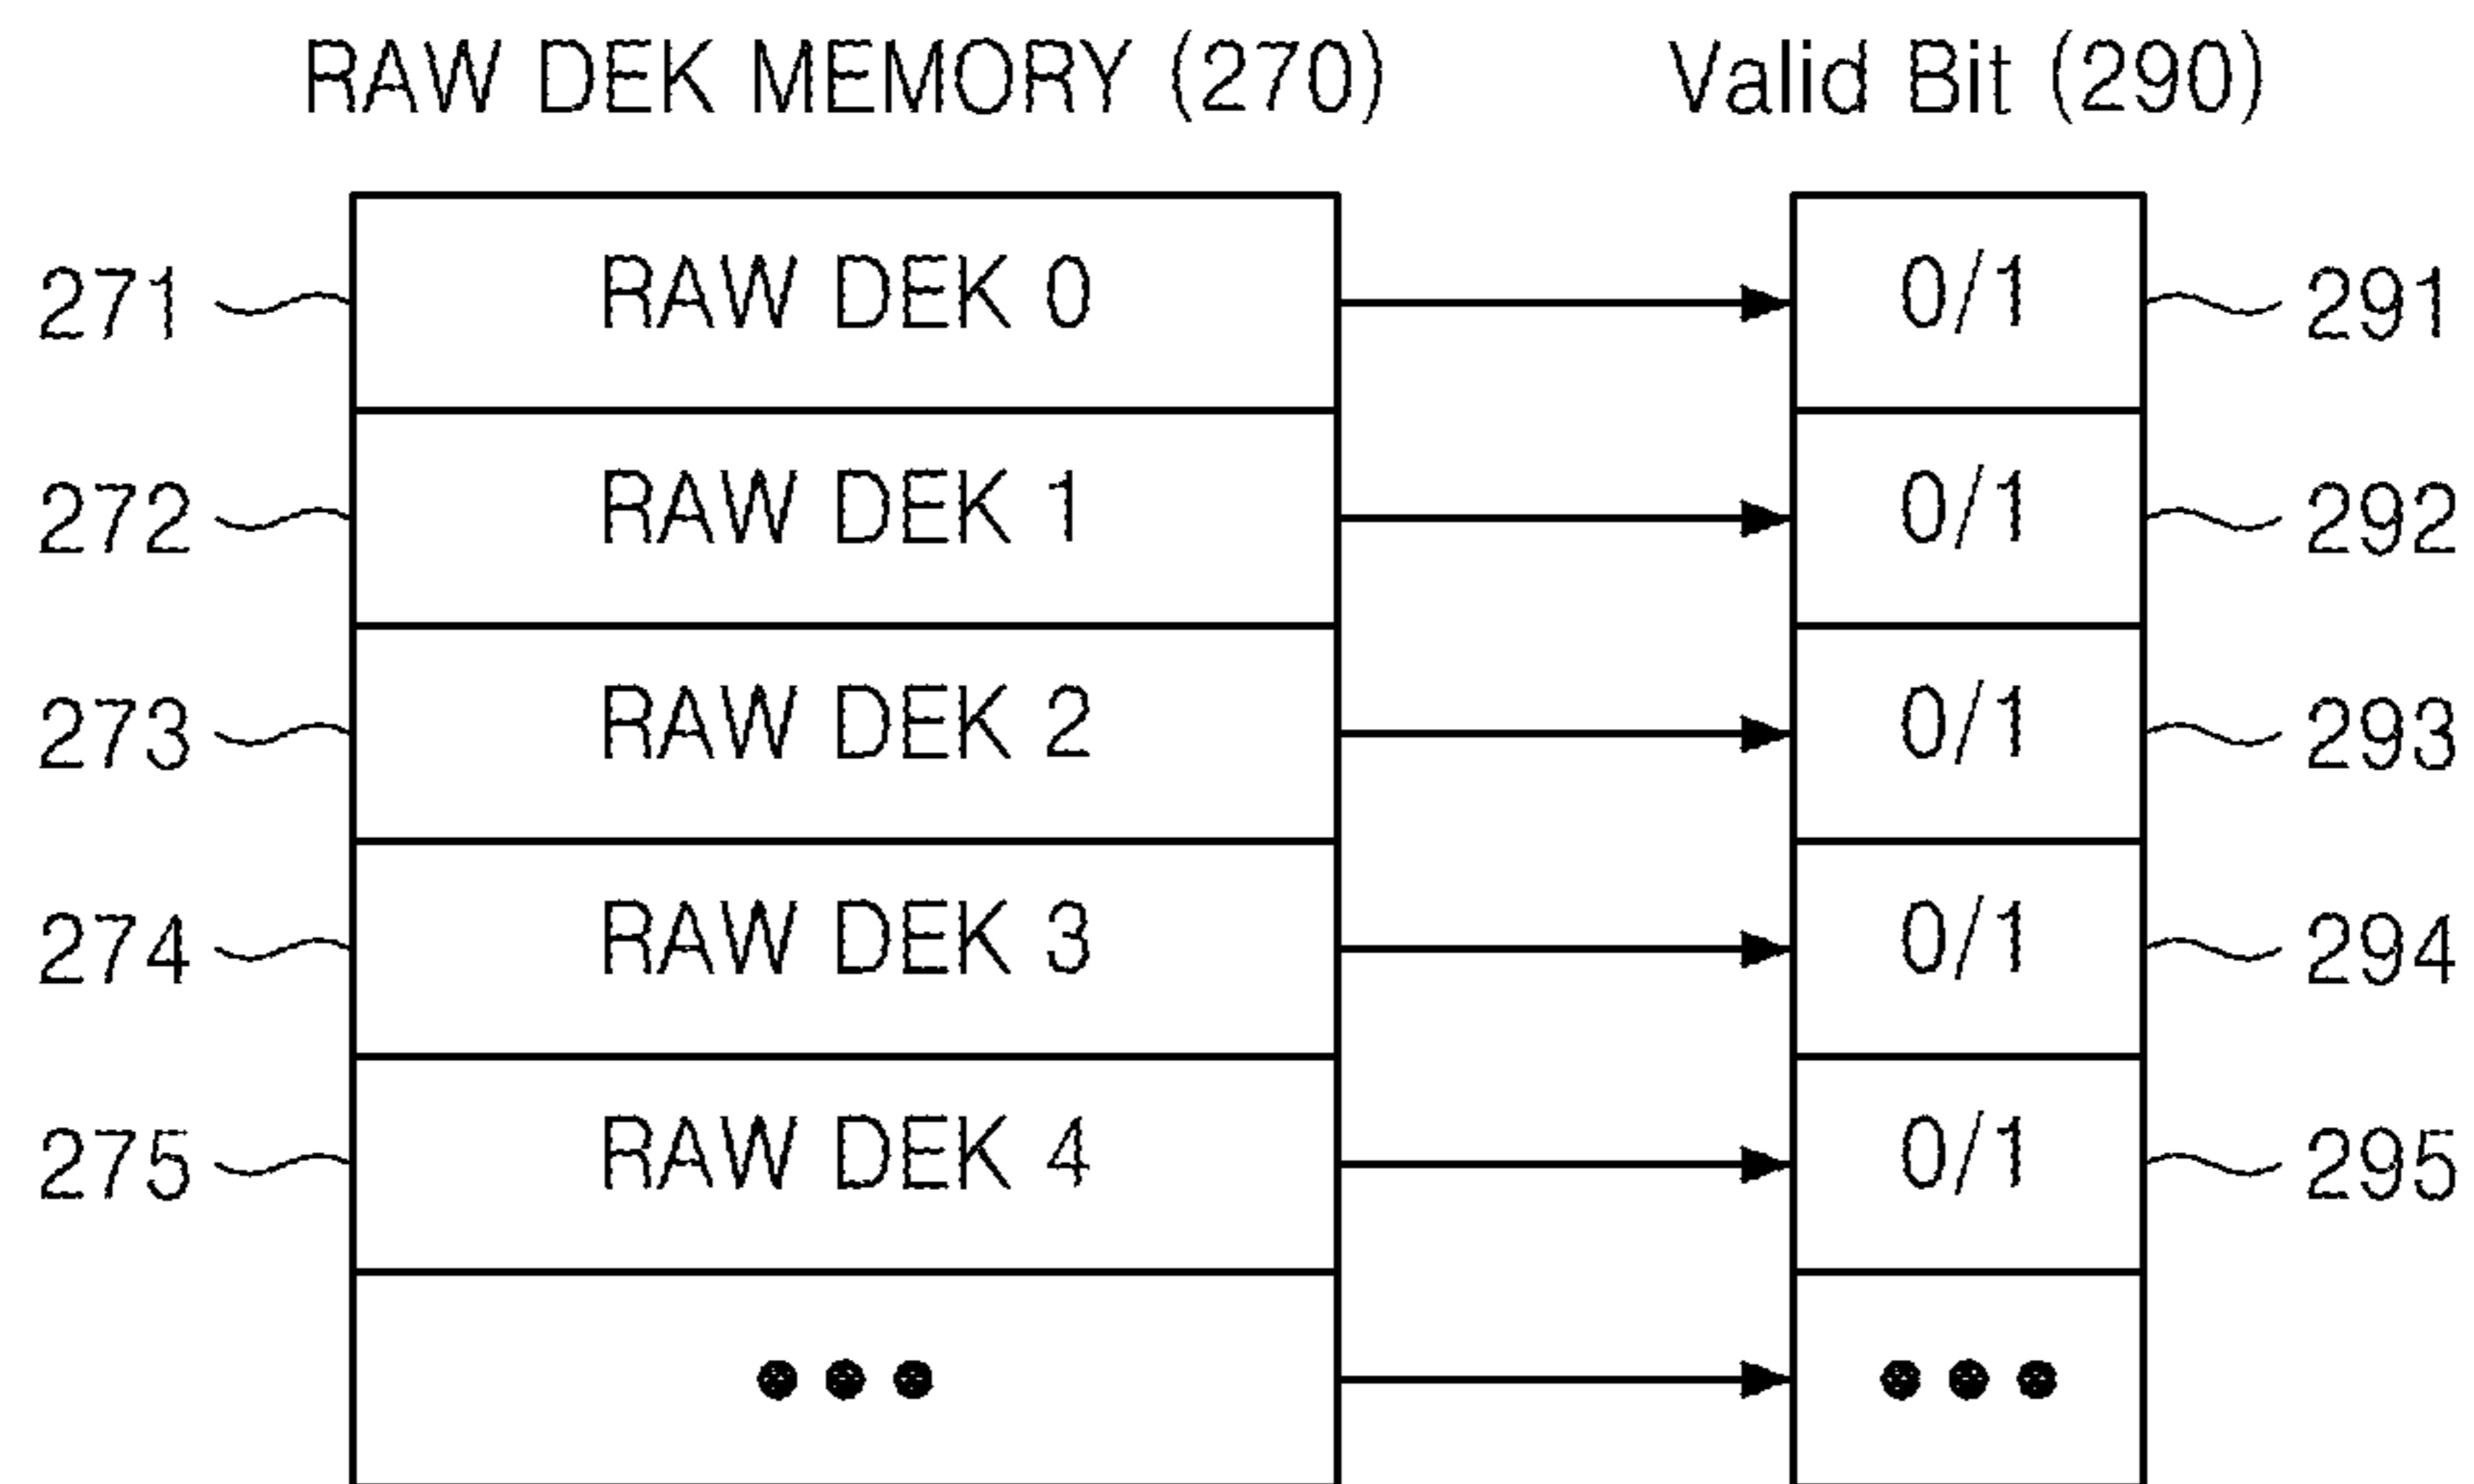 RAW DEK MEMORY (270) Valid Bit (290)
271 RAW DEK 0 0/1 291
272 RAW DEK 1 0/1 292
273 RAW DEK 2 0/1 293
274 RAW DEK 3 0/1 294
275 RAW DEK 4 0/1 295
●●● ●●●